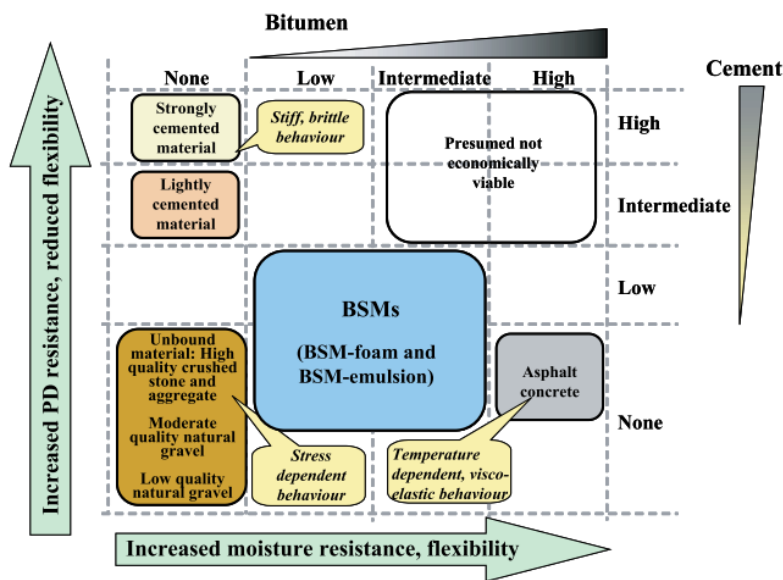 Bitumen
None
Low
Intermediate
High
Cement
Strongly
cemented
material
Stiff, brittle
behaviour
Presumed not
economically
viable
High
Lightly
cemented
material
Intermediate
BSMs
(BSM-foam and
BSM-emulsion)
Low
Unbound
material: High
quality crushed
stone and
aggregate
Moderate
quality natural
gravel
Low quality
natural gravel
Asphalt
concrete
None
Stress
dependent
behaviour
Temperature
dependent, visco-
elastic behaviour
Increased PD resistance, reduced flexibility
Increased moisture resistance, flexibility